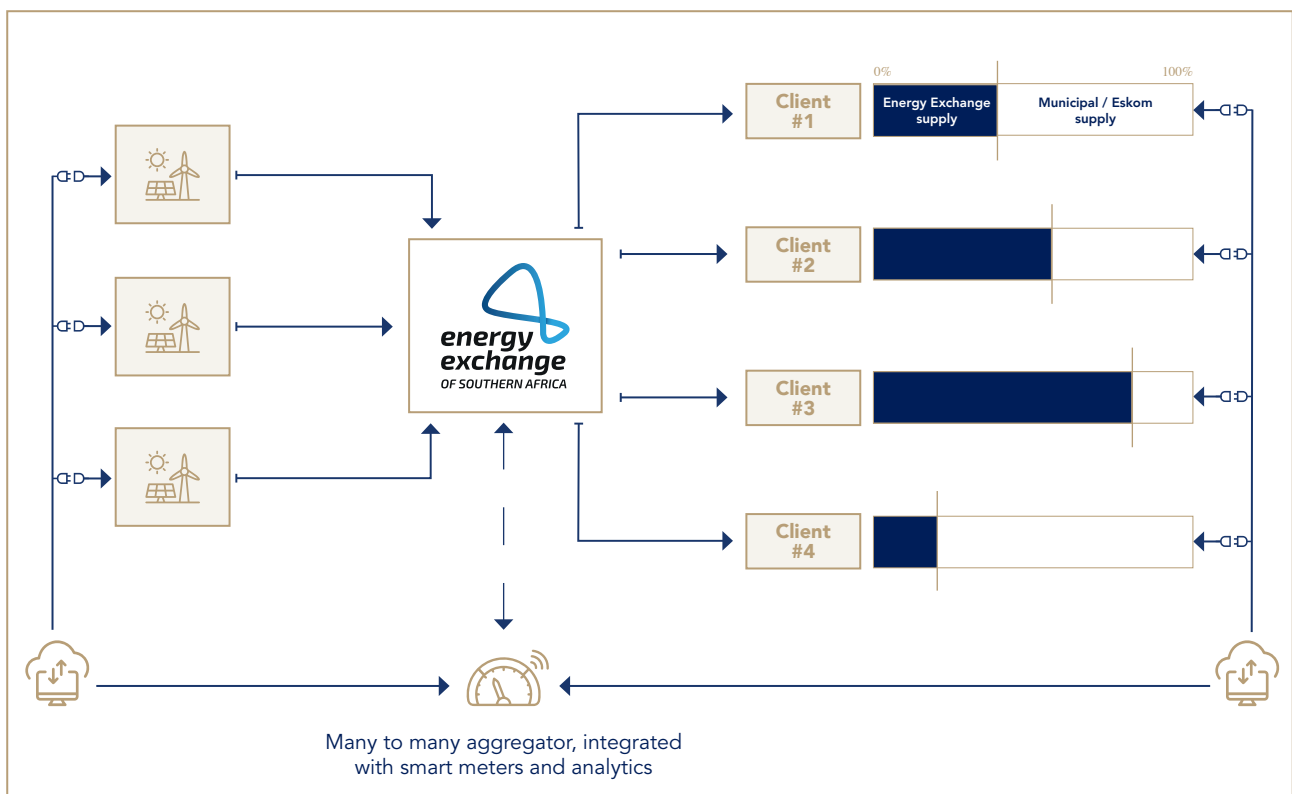 0%
100%
Client
#1
Energy Exchange
supply
Municipal / Eskom
supply
Client
#2
energy
exchange
OF SOUTHERN AFRICA
Client
#3
Client
#4
Many to many aggregator, integrated
with smart meters and analytics